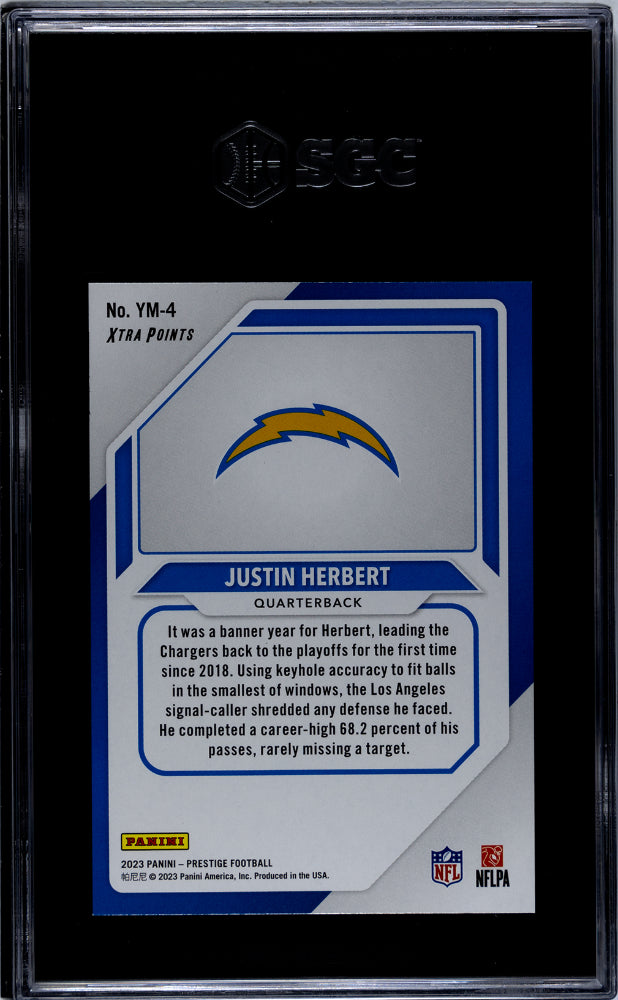 SGC
No. YM-4
XTRA POINTS
JUSTIN HERBERT
QUARTERBACK
It was a banner year for Herbert, leading the
Chargers back to the playoffs for the first time
since 2018. Using keyhole accuracy to fit balls
in the smallest of windows, the Los Angeles
signal-caller shredded any defense he faced.
He completed a career-high 68.2 percent of his
passes, rarely missing a target.
PANINI
2023 PANINI – PRESTIGE FOOTBALL
帕尼尼 © 2023 Panini America, Inc. Produced in the USA.
NFL
NFLPA